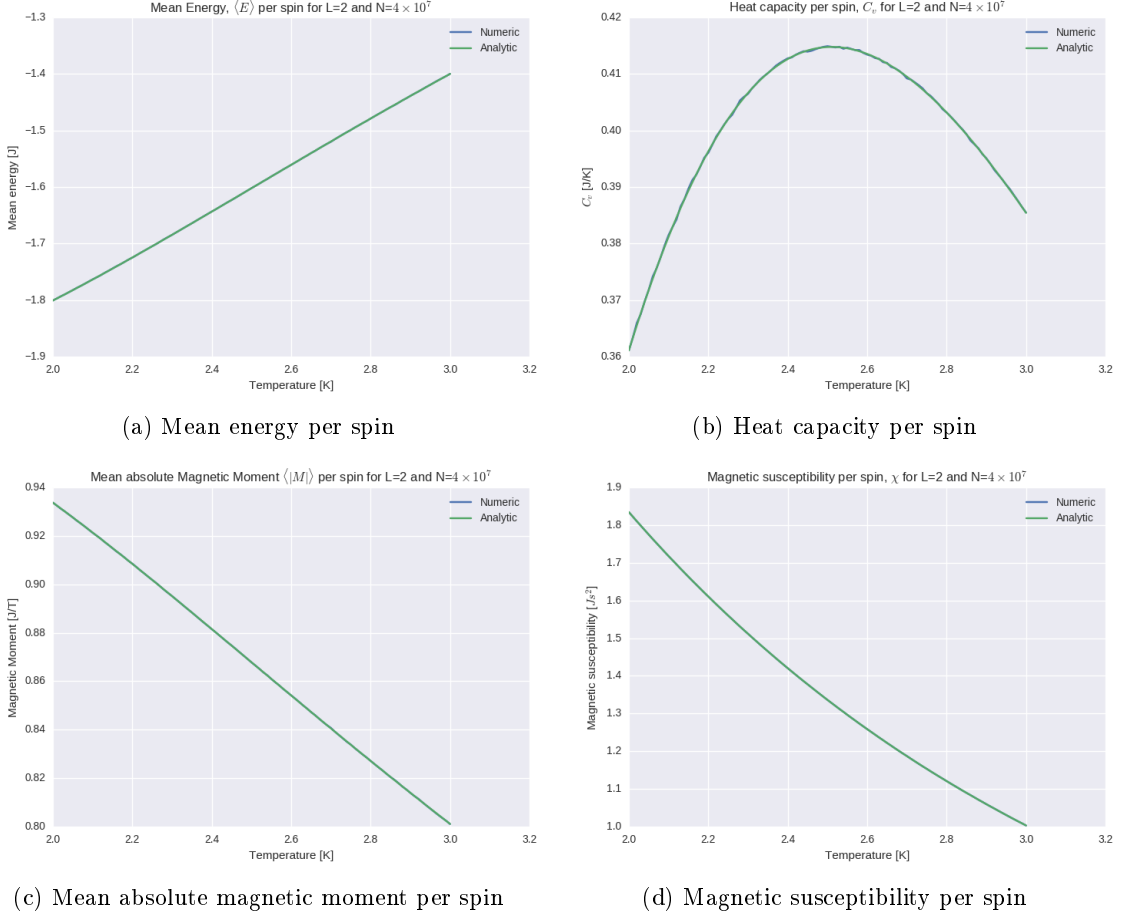 Mean Energy, ⟨E⟩ per spin for L=2 and N=4 × 10⁷
Numeric
Analytic
−1.3
−1.4
−1.5
−1.6
−1.7
−1.8
−1.9
Mean energy [J]
2.0 2.2 2.4 2.6 2.8 3.0 3.2
Temperature [K]
(a) Mean energy per spin
Heat capacity per spin, Cᵥ for L=2 and N=4 × 10⁷
Numeric
Analytic
0.42
0.41
0.40
0.39
0.38
0.37
0.36
Cᵥ [J/K]
2.0 2.2 2.4 2.6 2.8 3.0 3.2
Temperature [K]
(b) Heat capacity per spin
Mean absolute Magnetic Moment ⟨|M|⟩ per spin for L=2 and N=4 × 10⁷
Numeric
Analytic
0.94
0.92
0.90
0.88
0.86
0.84
0.82
0.80
Magnetic Moment [J/T]
2.0 2.2 2.4 2.6 2.8 3.0 3.2
Temperature [K]
(c) Mean absolute magnetic moment per spin
Magnetic susceptibility per spin, χ for L=2 and N=4 × 10⁷
Numeric
Analytic
1.9
1.8
1.7
1.6
1.5
1.4
1.3
1.2
1.1
1.0
Magnetic susceptibility [Js²]
2.0 2.2 2.4 2.6 2.8 3.0 3.2
Temperature [K]
(d) Magnetic susceptibility per spin